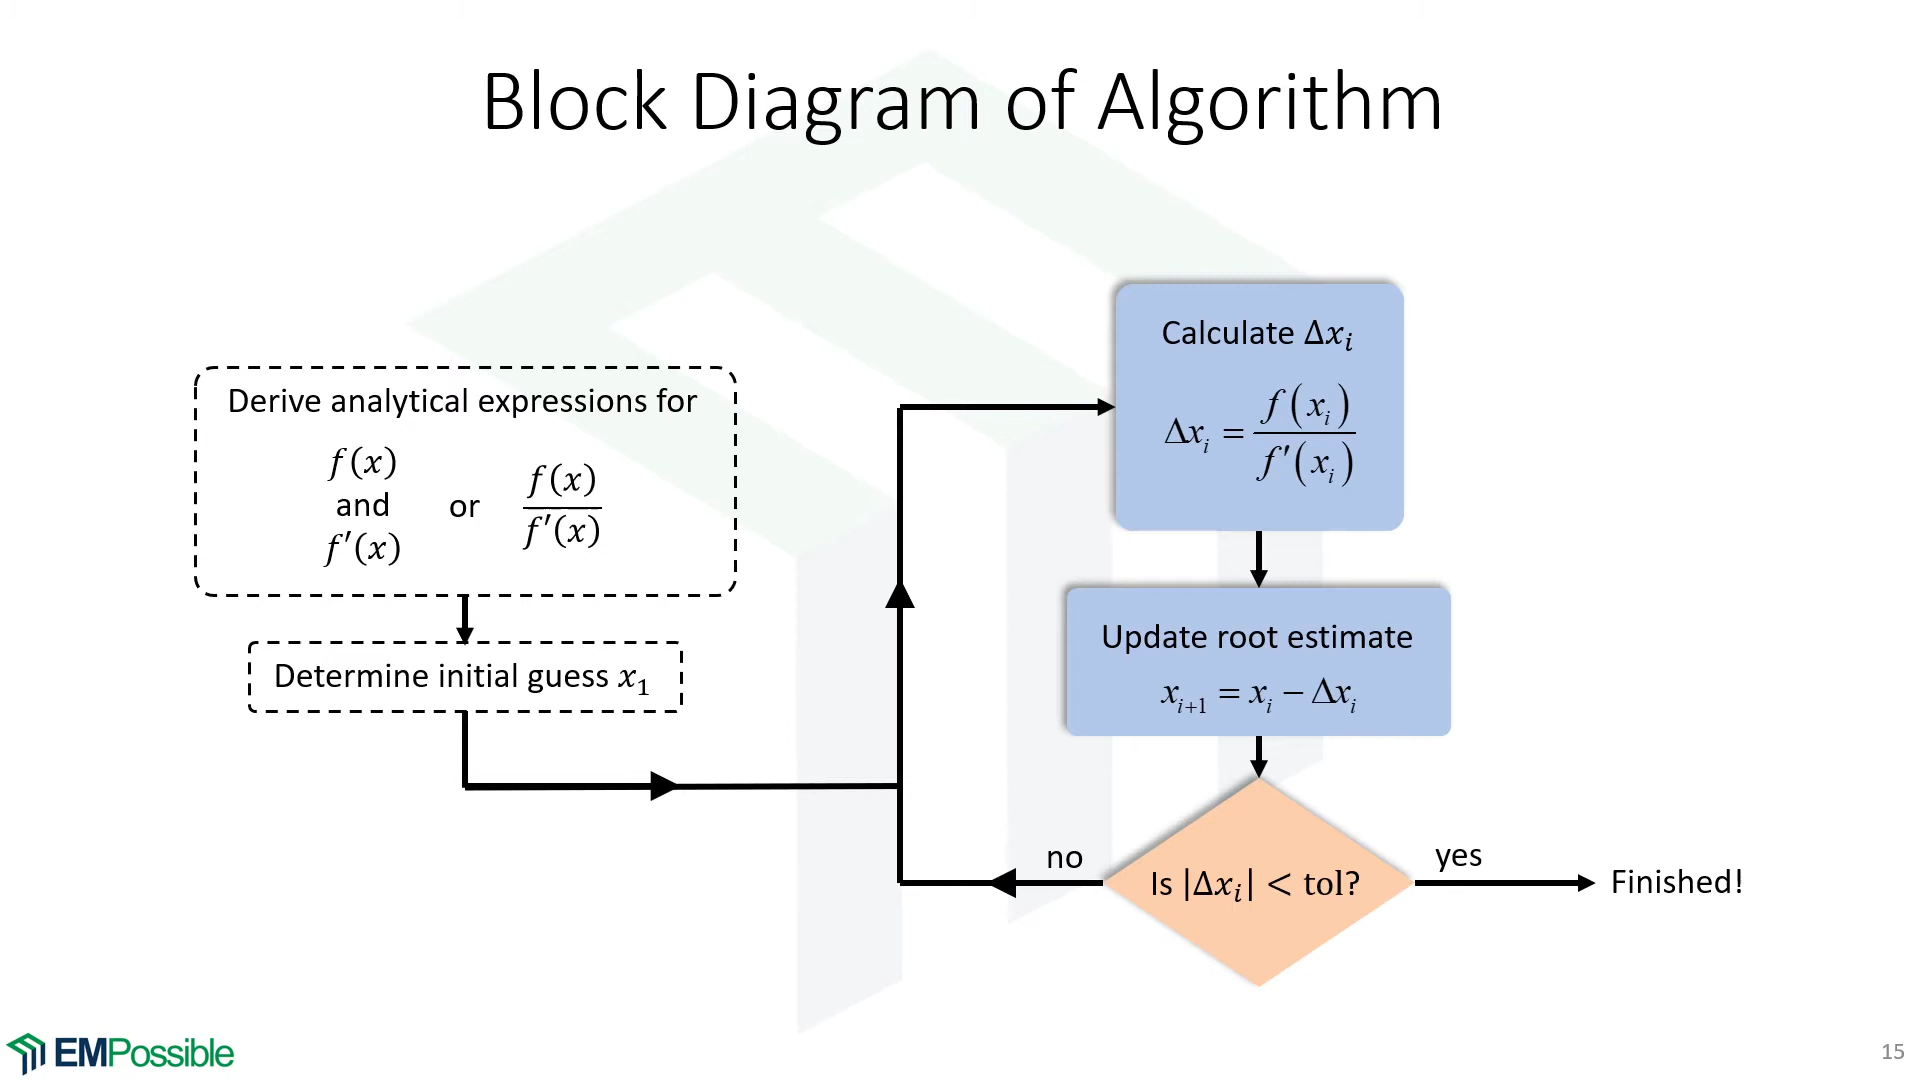 Block Diagram of Algorithm
Derive analytical expressions for
f(x)
and
f′(x)
or
f(x)
f′(x)
Determine initial guess x₁
Calculate Δxᵢ
Δxᵢ = f(xᵢ) / f′(xᵢ)
Update root estimate
xᵢ₊₁ = xᵢ − Δxᵢ
Is |Δxᵢ| < tol?
no
yes
Finished!
EMPossible
15